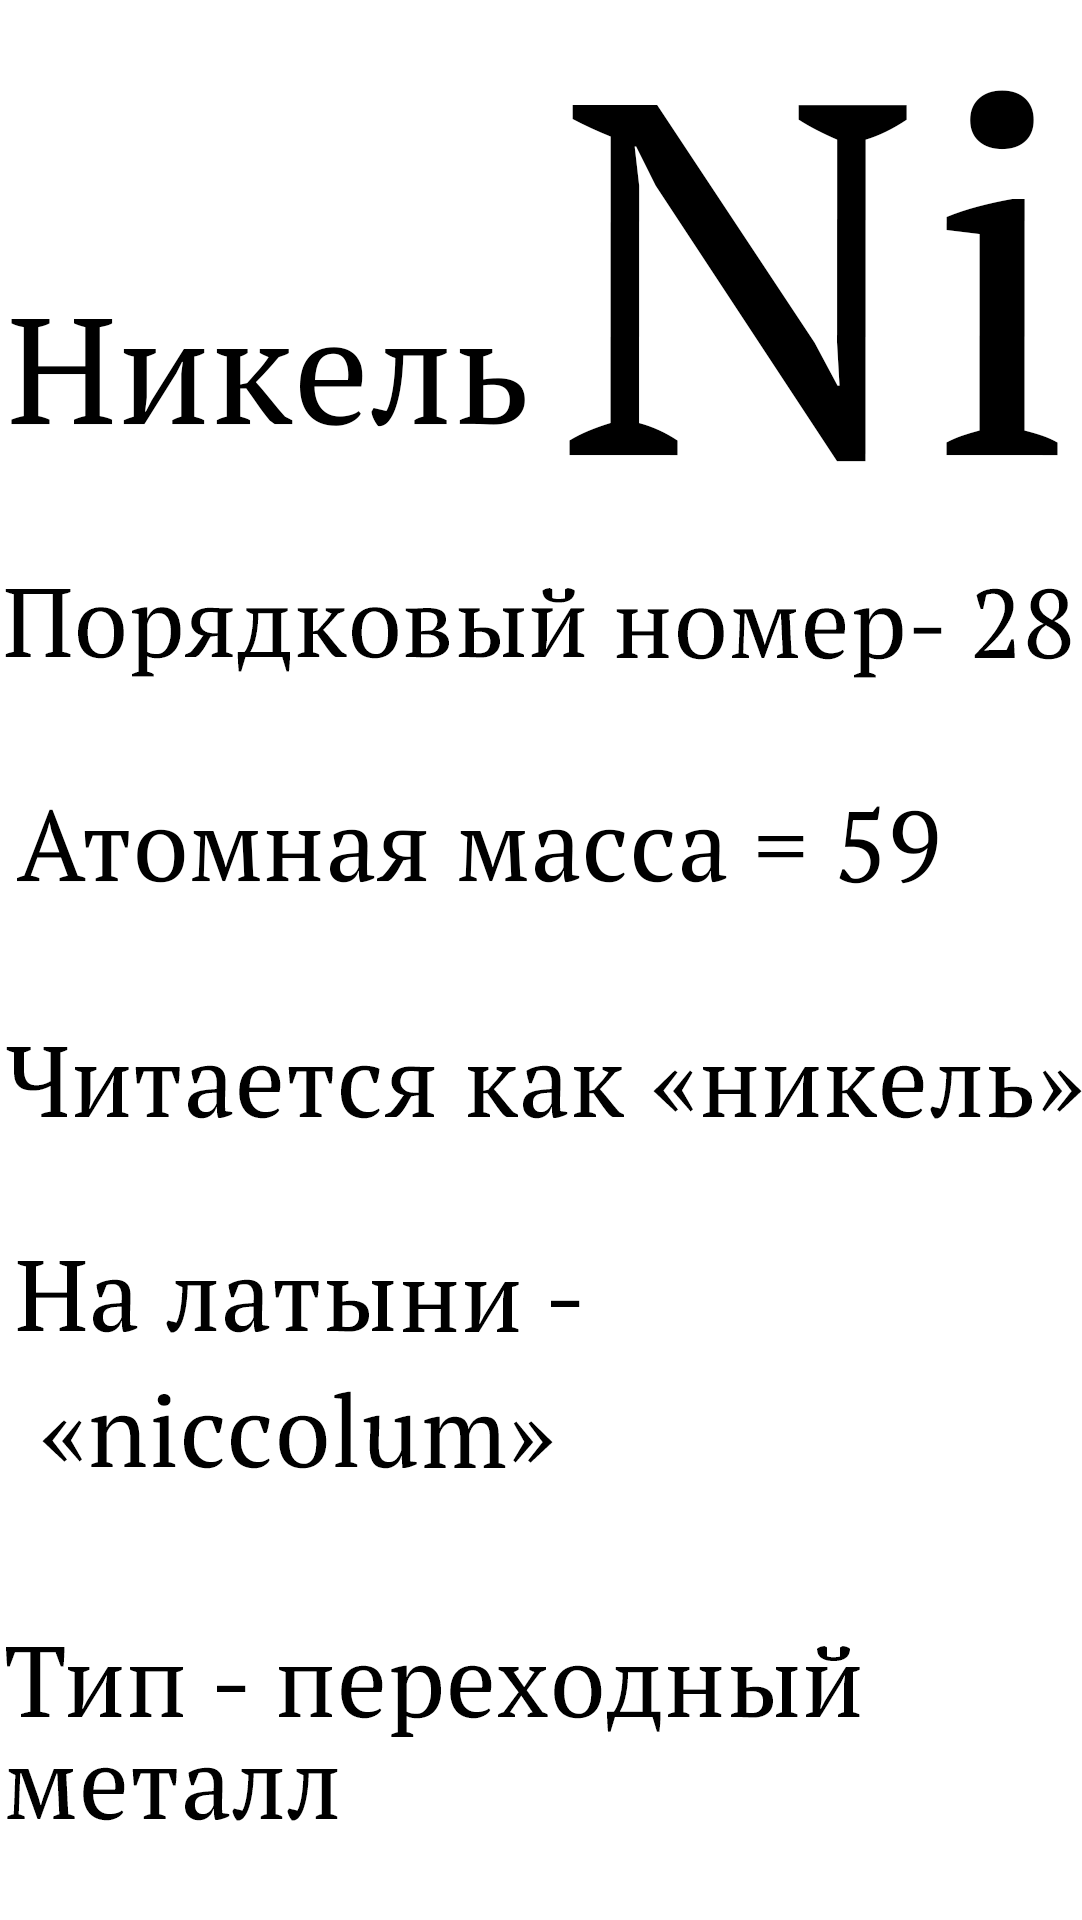 Никель Ni
Порядковый номер- 28
Атомная масса = 59
Читается как «никель»
На латыни -
«niccolum»
Тип - переходный
металл